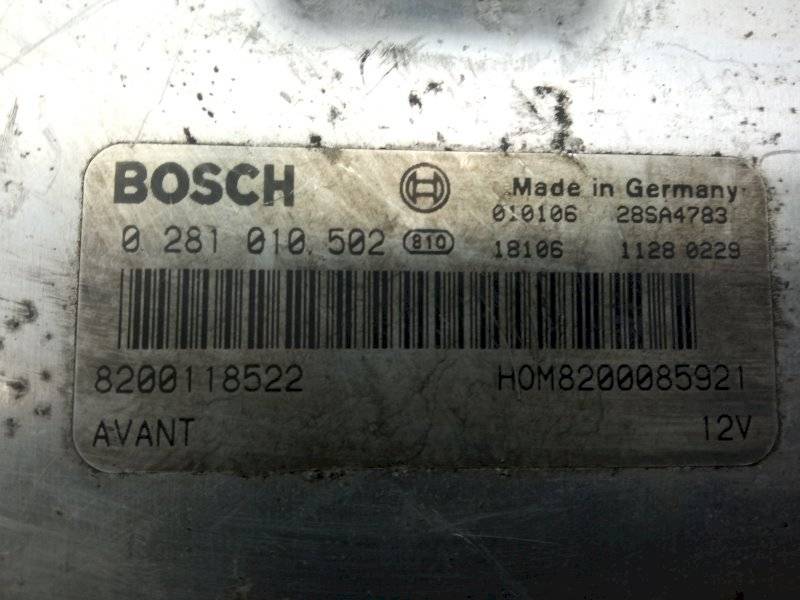 BOSCH
Made in Germany
010106 28SA4783
0 281 010 502 810
18106 1128 0229
8200118522 HOM8200085921
AVANT 12V